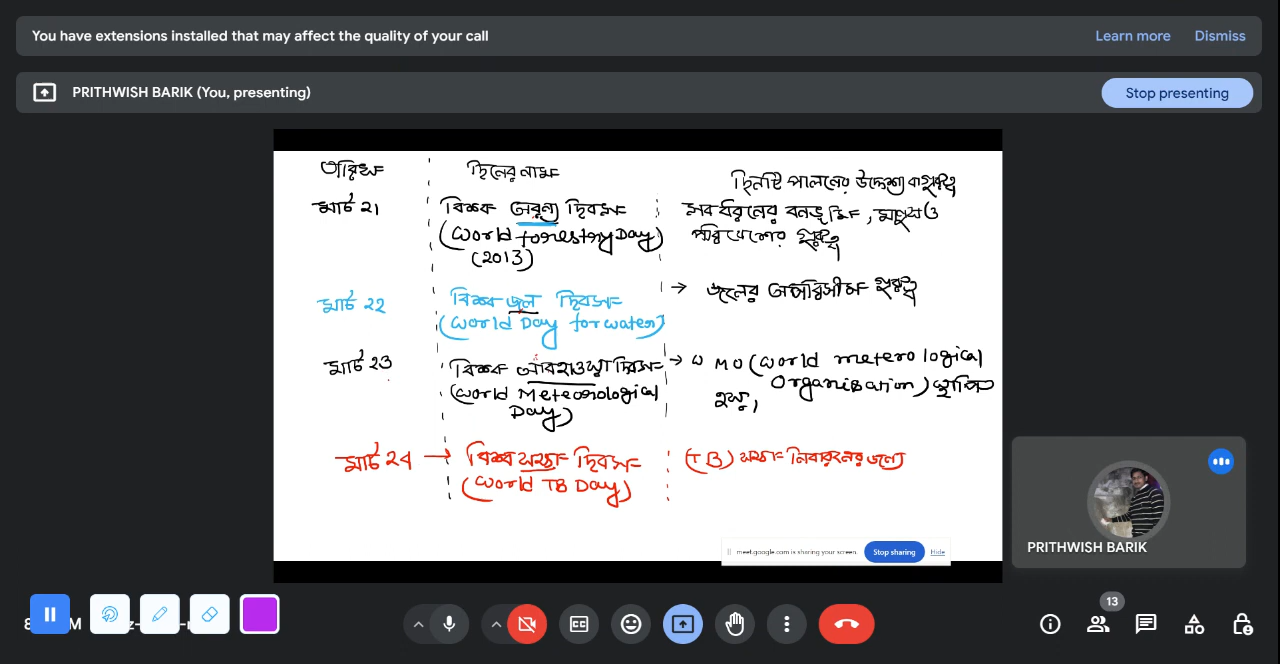 You have extensions installed that may affect the quality of your call
Learn more
Dismiss
PRITHWISH BARIK (You, presenting)
Stop presenting
তারিখ
দিনের নাম
দিনটি পালনের উদ্দেশ্য বা গুরুত্ব
মার্চ 21
বিশ্ব অরণ্য দিবস
(World forestry Day)
(2013)
সব ধরনের বনভূমি, মানুষ ও
পরিবেশের গুরুত্ব
মার্চ 22
বিশ্ব জল দিবস
(World Day for water)
→ জলের অপরিসীম গুরুত্ব
মার্চ 23
বিশ্ব আবহাওয়া দিবস
(World Meteorological
Day)
→ WMO (World meterological
Organisation) স্থাপিত
হয়,
মার্চ 24 →
বিশ্ব যক্ষ্মা দিবস
(World TB Day)
(TB) যক্ষ্মা নিবারনের জন্যে
meet.google.com is sharing your screen.
Stop sharing
Hide
PRITHWISH BARIK
13